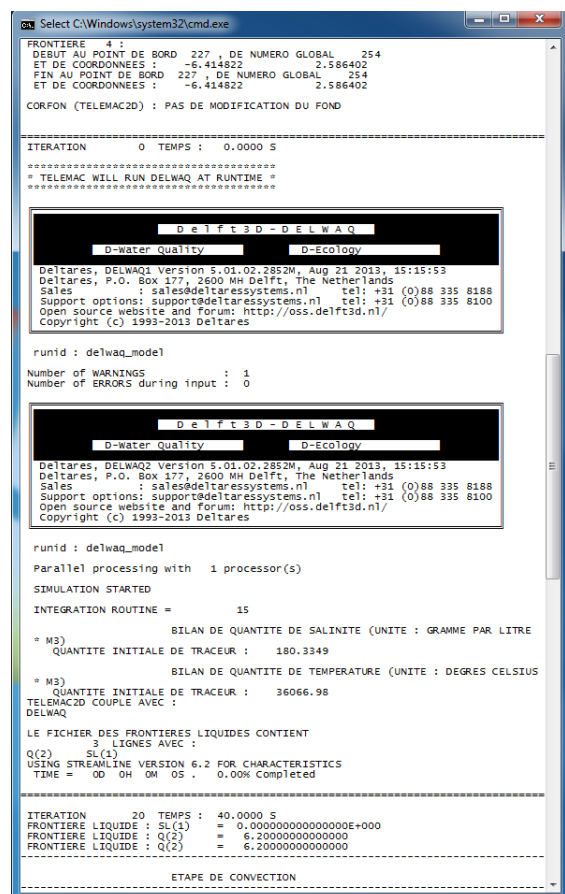 Select C:\Windows\system32\cmd.exe
FRONTIERE   4 :
DEBUT AU POINT DE BORD  227 , DE NUMERO GLOBAL    254
ET DE COORDONNEES :    -6.414822            2.586402
FIN AU POINT DE BORD  227 , DE NUMERO GLOBAL    254
ET DE COORDONNEES :    -6.414822            2.586402
CORFON (TELEMAC2D) : PAS DE MODIFICATION DU FOND
================================================================================
ITERATION        0  TEMPS :   0.0000 S
**************************************
* TELEMAC WILL RUN DELWAQ AT RUNTIME *
**************************************
D e l f t 3 D - D E L W A Q
D-Water Quality          D-Ecology
Deltares, DELWAQ1 Version 5.01.02.2852M, Aug 21 2013, 15:15:53
Deltares, P.O. Box 177, 2600 MH Delft, The Netherlands
Sales          : sales@deltaressystems.nl    tel: +31 (0)88 335 8188
Support options: support@deltaressystems.nl  tel: +31 (0)88 335 8100
Open source website and forum: http://oss.delft3d.nl/
Copyright (c) 1993-2013 Deltares
runid : delwaq_model
Number of WARNINGS            :  1
Number of ERRORS during input :  0
D e l f t 3 D - D E L W A Q
D-Water Quality          D-Ecology
Deltares, DELWAQ2 Version 5.01.02.2852M, Aug 21 2013, 15:15:53
Deltares, P.O. Box 177, 2600 MH Delft, The Netherlands
Sales          : sales@deltaressystems.nl    tel: +31 (0)88 335 8188
Support options: support@deltaressystems.nl  tel: +31 (0)88 335 8100
Open source website and forum: http://oss.delft3d.nl/
Copyright (c) 1993-2013 Deltares
runid : delwaq_model
Parallel processing with   1 processor(s)
SIMULATION STARTED
INTEGRATION ROUTINE =          15
BILAN DE QUANTITE DE SALINITE (UNITE : GRAMME PAR LITRE
* M3)
QUANTITE INITIALE DE TRACEUR :    180.3349
BILAN DE QUANTITE DE TEMPERATURE (UNITE : DEGRES CELSIUS
* M3)
QUANTITE INITIALE DE TRACEUR :    36066.98
TELEMAC2D COUPLE AVEC :
DELWAQ
LE FICHIER DES FRONTIERES LIQUIDES CONTIENT
3  LIGNES AVEC :
Q(2)     SL(1)
USING STREAMLINE VERSION 6.2 FOR CHARACTERISTICS
TIME =   0D  0H  0M  0S .   0.00% Completed
================================================================================
ITERATION       20  TEMPS :  40.0000 S
FRONTIERE LIQUIDE : SL(1)   =  0.000000000000000E+000
FRONTIERE LIQUIDE : Q(2)    =    6.20000000000000
FRONTIERE LIQUIDE : Q(2)    =    6.20000000000000
--------------------------------------------------------------------------------
ETAPE DE CONVECTION
--------------------------------------------------------------------------------